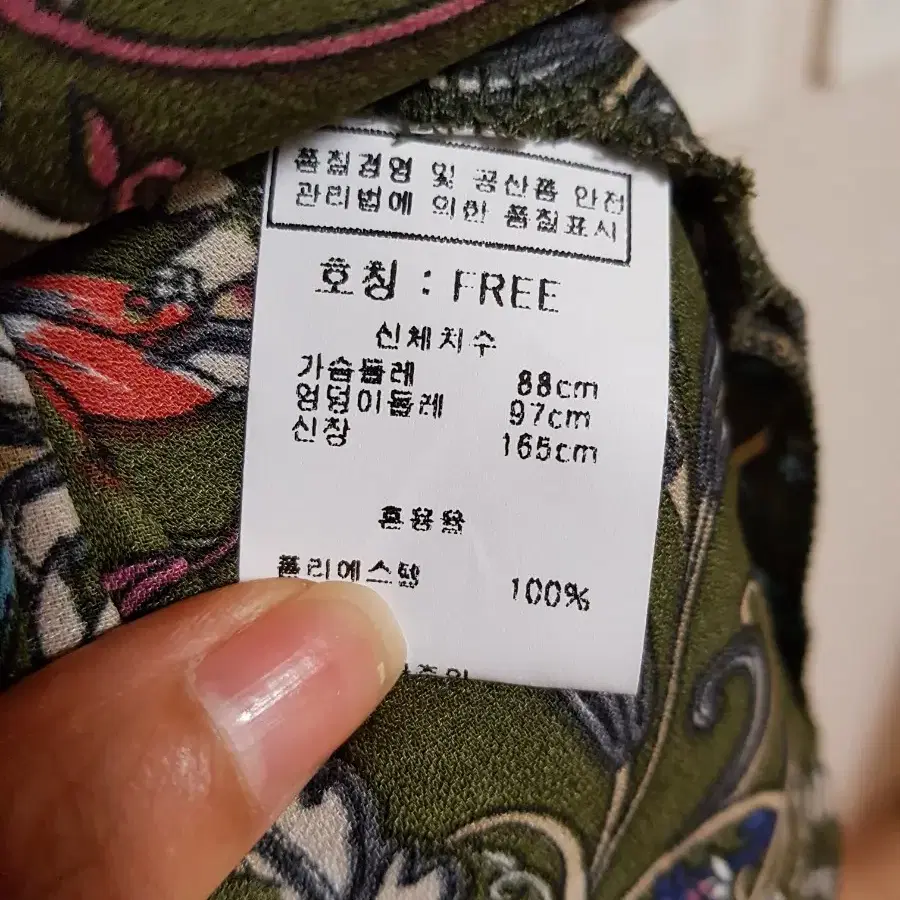 품질경영 및 공산품 안전
관리법에 의한 품질표시
호칭 : FREE
신체치수
가슴둘레 88cm
엉덩이둘레 97cm
신장 165cm
혼용율
폴리에스텔 100%